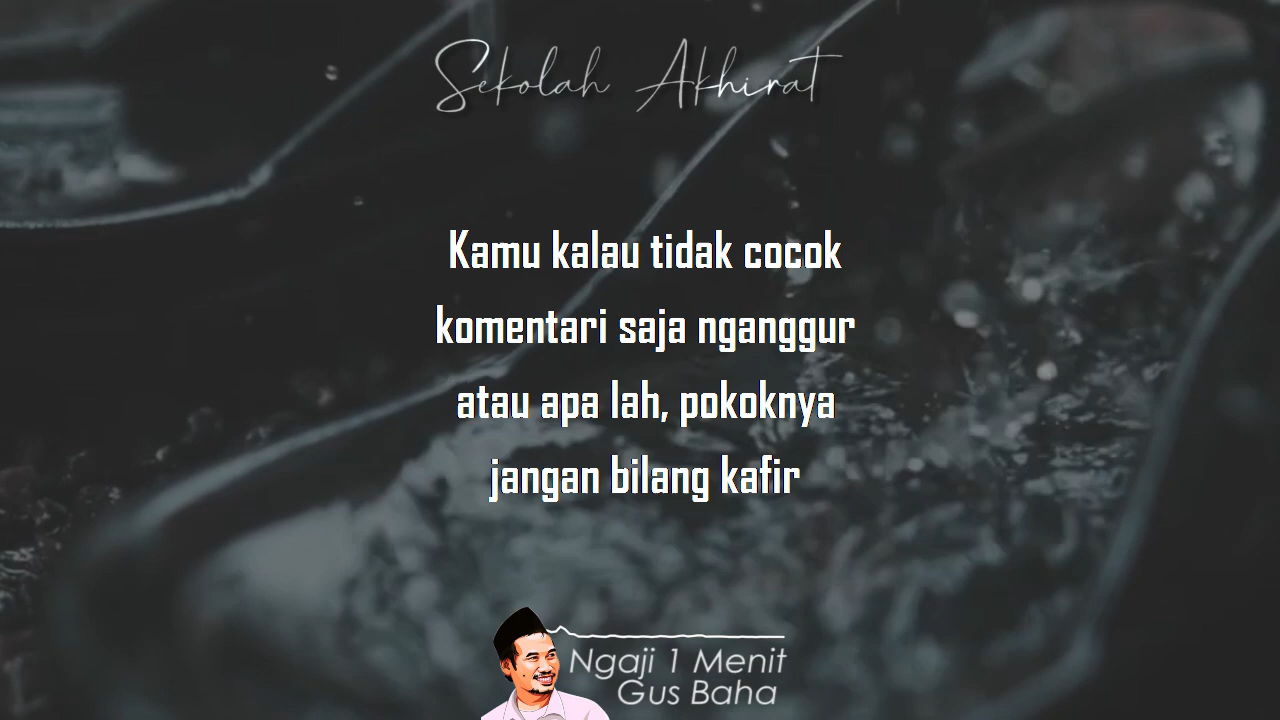 Sekolah Akhirat
Kamu kalau tidak cocok
komentari saja nganggur
atau apa lah, pokoknya
jangan bilang kafir
Ngaji 1 Menit
Gus Baha